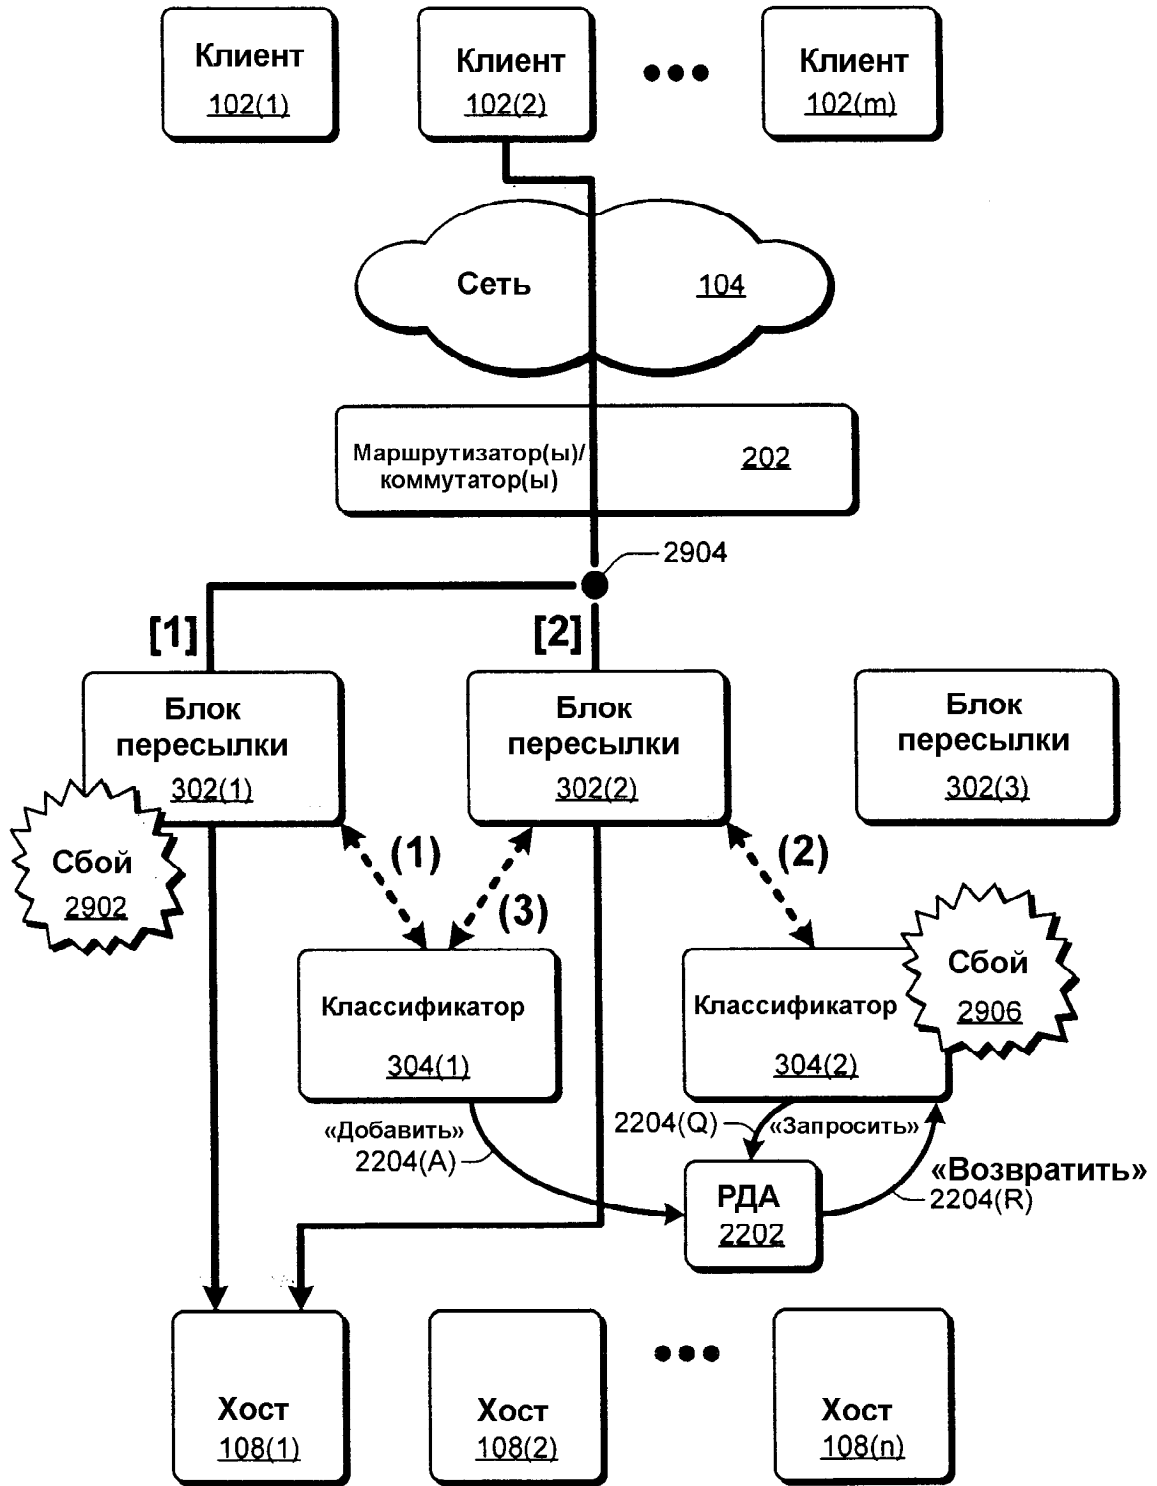 Клиент
102(1)
Клиент
102(2)
Клиент
102(m)
Сеть
104
Маршрутизатор(ы)/
коммутатор(ы)
202
2904
[1]
[2]
Блок
пересылки
302(1)
Блок
пересылки
302(2)
Блок
пересылки
302(3)
Сбой
2902
(1)
(3)
(2)
Сбой
2906
Классификатор
304(1)
Классификатор
304(2)
«Добавить»
2204(A)
2204(Q)
«Запросить»
«Возвратить»
2204(R)
РДА
2202
Хост
108(1)
Хост
108(2)
Хост
108(n)